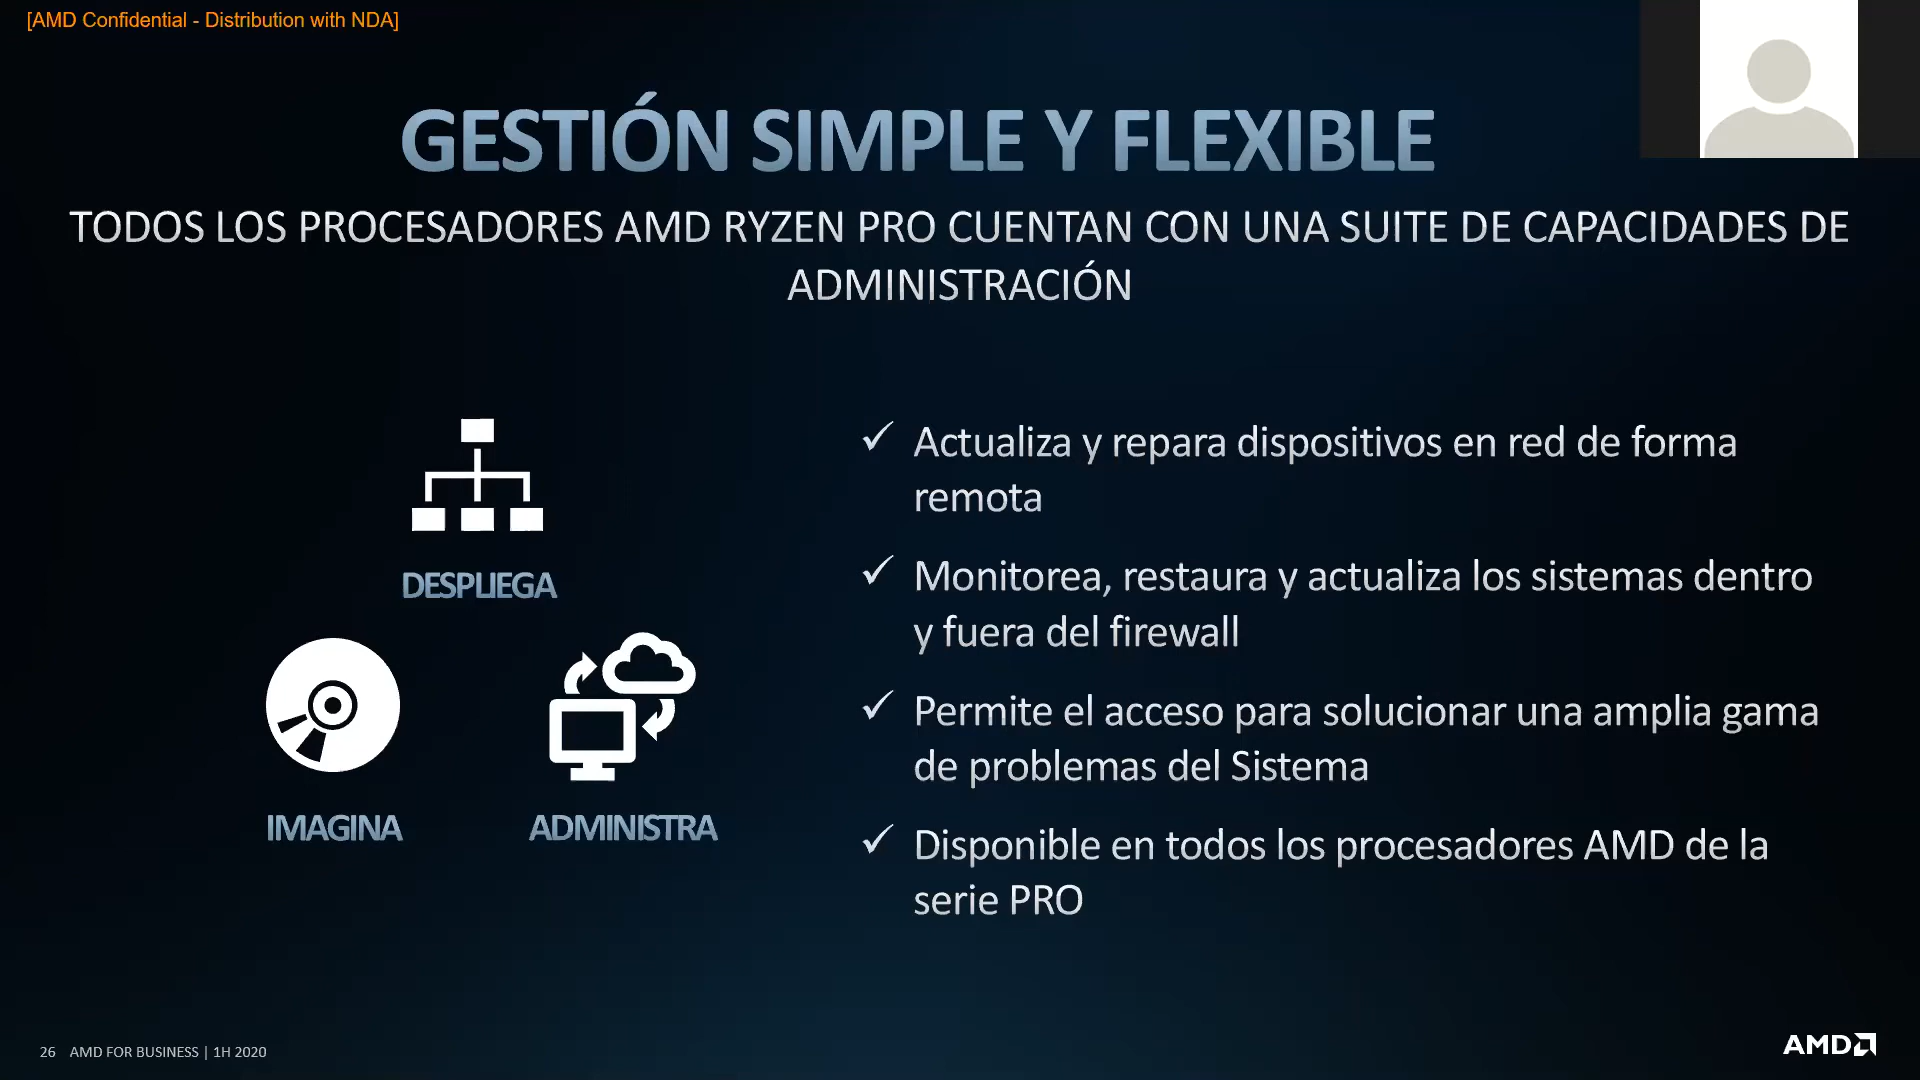 [AMD Confidential - Distribution with NDA]
GESTIÓN SIMPLE Y FLEXIBLE
TODOS LOS PROCESADORES AMD RYZEN PRO CUENTAN CON UNA SUITE DE CAPACIDADES DE
ADMINISTRACIÓN
DESPLIEGA
IMAGINA
ADMINISTRA
Actualiza y repara dispositivos en red de forma
remota
Monitorea, restaura y actualiza los sistemas dentro
y fuera del firewall
Permite el acceso para solucionar una amplia gama
de problemas del Sistema
Disponible en todos los procesadores AMD de la
serie PRO
26 AMD FOR BUSINESS | 1H 2020
AMD